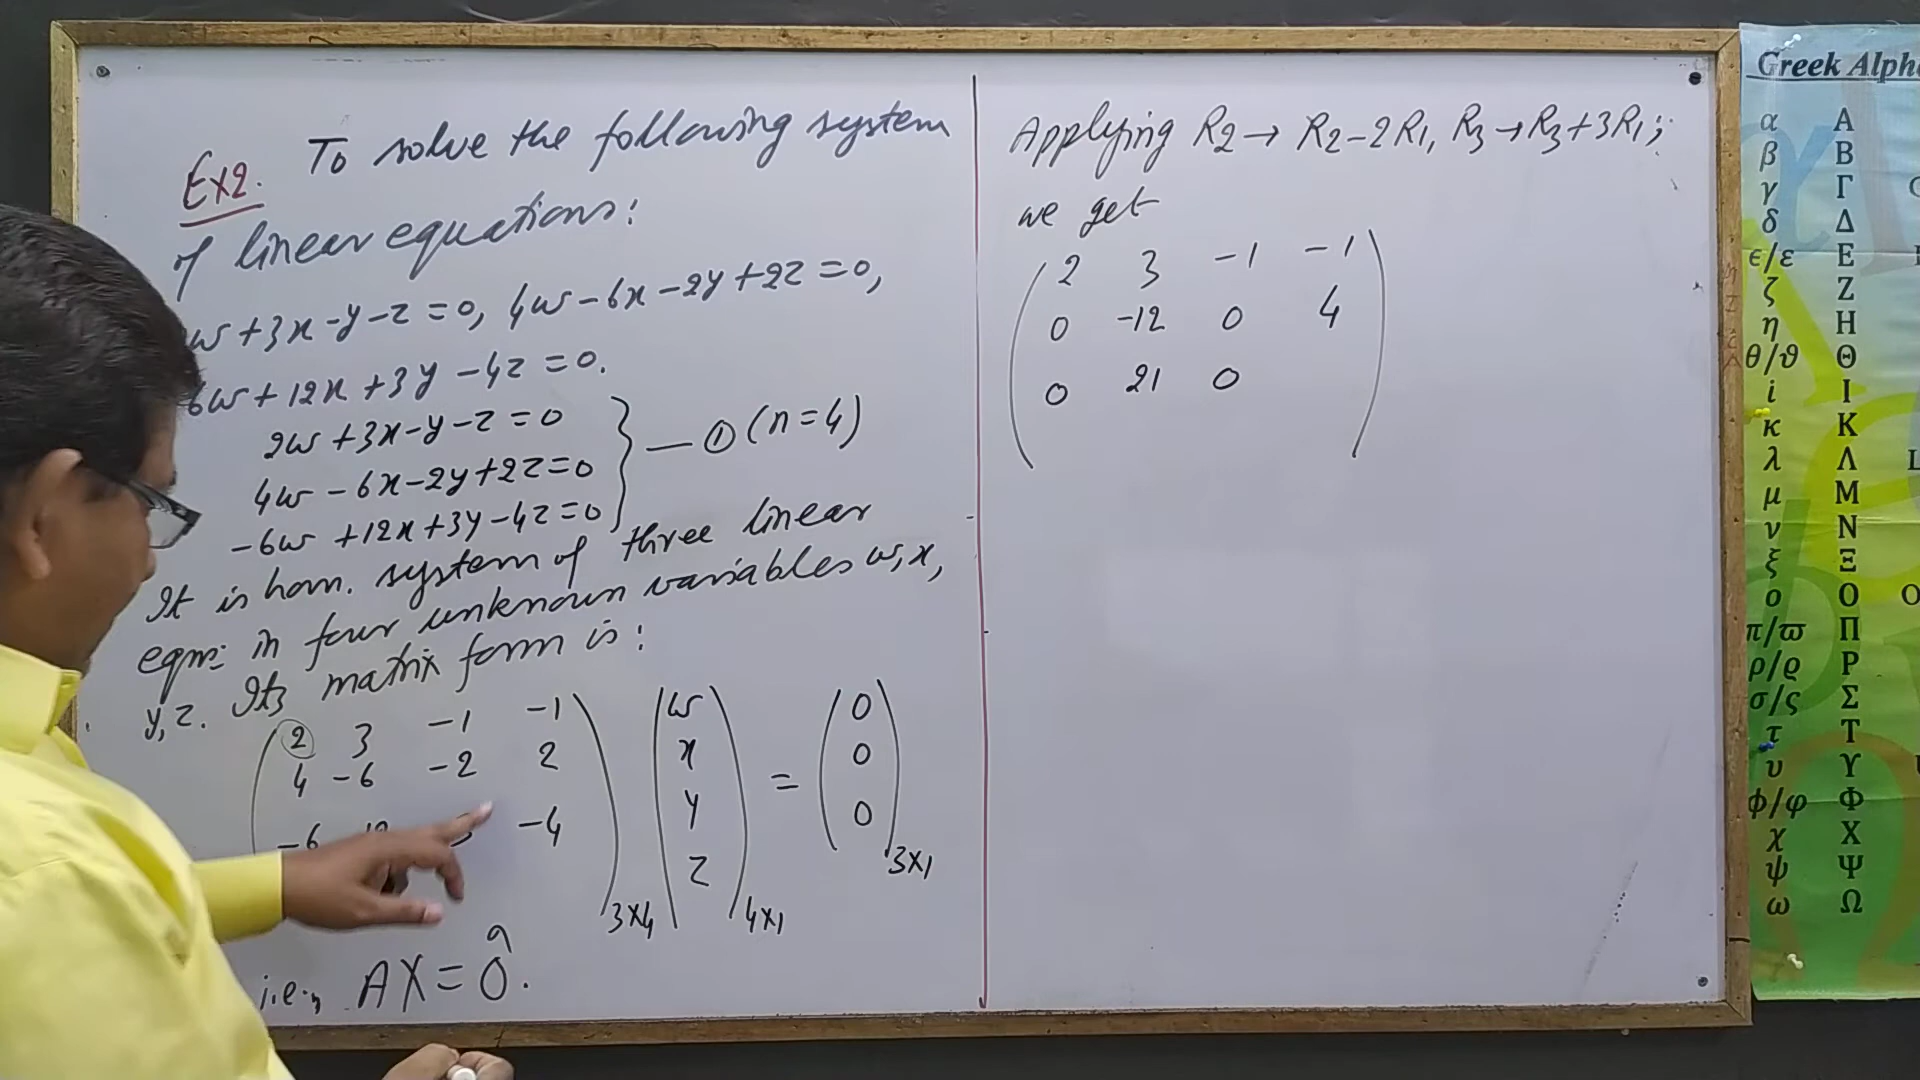 Ex2. To solve the following system
of linear equations:
w+3x-y-z=0, 4w-6x-2y+2z=0,
6w+12x+3y-4z=0.
2w+3x-y-z=0
4w-6x-2y+2z=0 } — ① (n=4)
-6w+12x+3y-4z=0
It is hom. system of three linear
eqns in four unknown variables w, x,
y, z. Its matrix form is:
2 3 -1 -1 w 0
4 -6 -2 2 x = 0
-6 12 3 -4 y 0
z 3x1
3x4 4x1
i.e., AX=Ô.
Applying R2→R2-2R1, R3→R3+3R1;
we get
2 3 -1 -1
0 -12 0 4
0 21 0
Greek Alph
α Α
β Β
γ Γ
δ Δ
ϵ/ε Ε
ζ Ζ
η Η
θ/ϑ Θ
i I
κ Κ
λ Λ
μ Μ
ν Ν
ξ Ξ
ο Ο
π/ϖ Π
ρ/ϱ Ρ
σ/ς Σ
τ Τ
υ Υ
ϕ/φ Φ
χ Χ
ψ Ψ
ω Ω